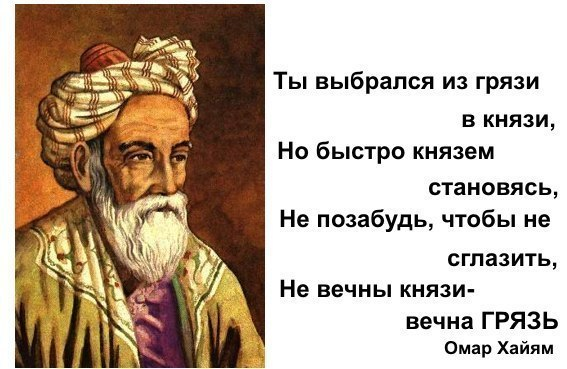 Ты выбрался из грязи
в князи,
Но быстро князем
становясь,
Не позабудь, чтобы не
сглазить,
Не вечны князи-
вечна ГРЯЗЬ
Омар Хайям